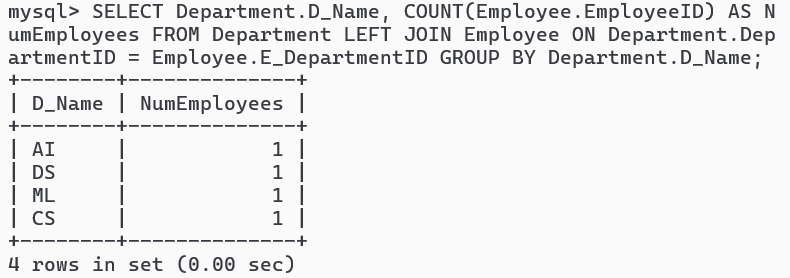 mysql> SELECT Department.D_Name, COUNT(Employee.EmployeeID) AS N
umEmployees FROM Department LEFT JOIN Employee ON Department.Dep
artmentID = Employee.E_DepartmentID GROUP BY Department.D_Name;
+--------+--------------+
| D_Name | NumEmployees |
+--------+--------------+
| AI     |            1 |
| DS     |            1 |
| ML     |            1 |
| CS     |            1 |
+--------+--------------+
4 rows in set (0.00 sec)